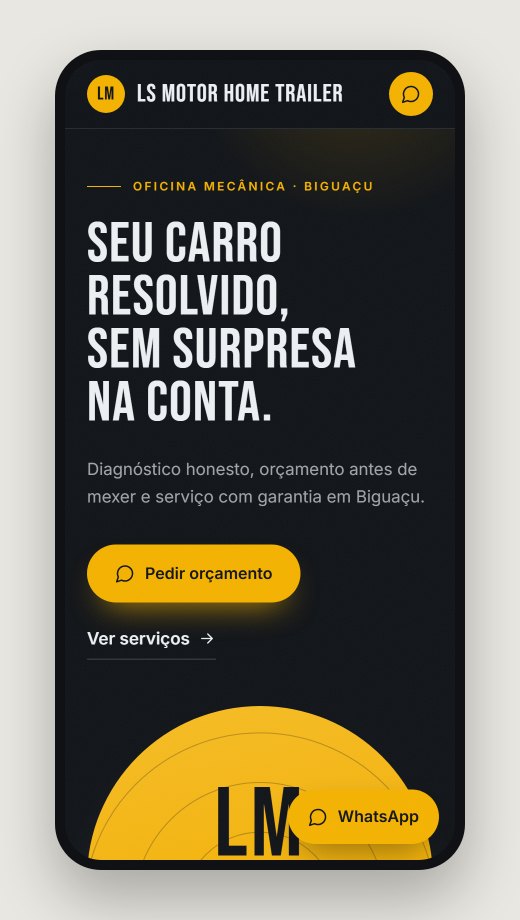 LM
LS MOTOR HOME TRAILER
OFICINA MECÂNICA · BIGUAÇU
SEU CARRO
RESOLVIDO,
SEM SURPRESA
NA CONTA.
Diagnóstico honesto, orçamento antes de
mexer e serviço com garantia em Biguaçu.
Pedir orçamento
Ver serviços →
LM
WhatsApp